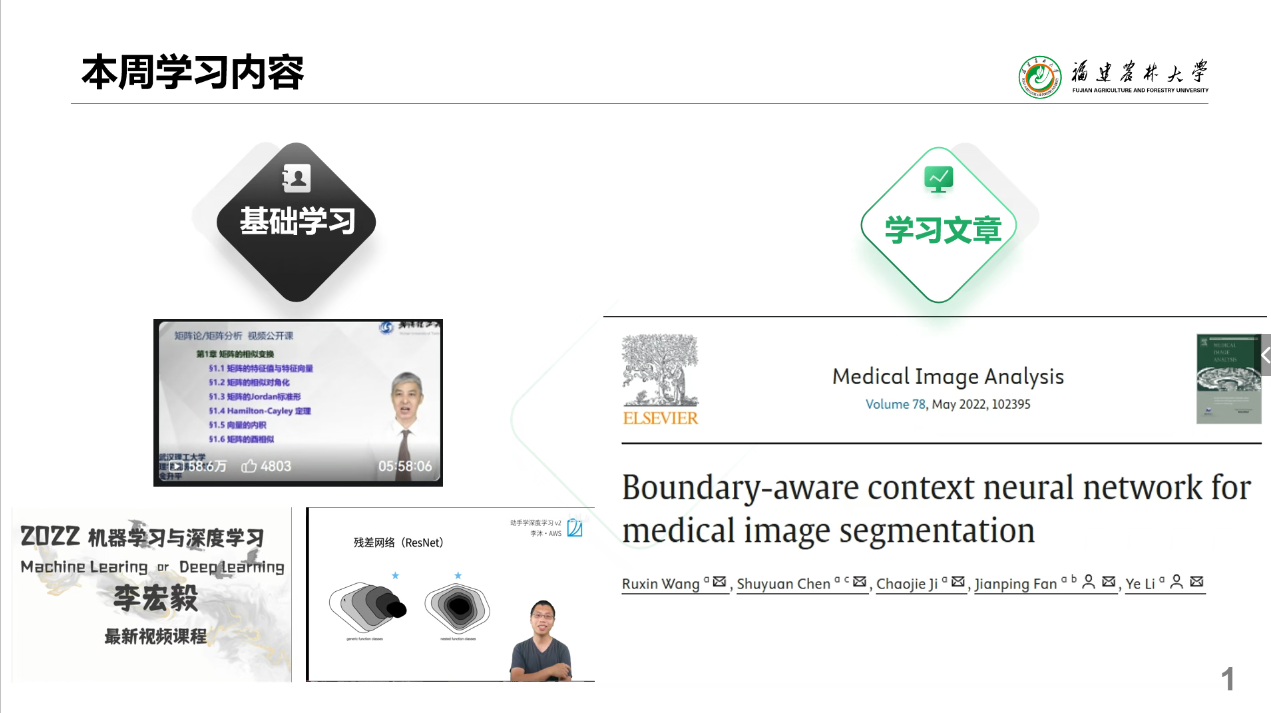 本周学习内容
福建农林大学
FUJIAN AGRICULTURE AND FORESTRY UNIVERSITY
基础学习
学习文章
矩阵论/矩阵分析 视频公开课
第1章 矩阵的相似变换
§1.1 矩阵的特征值与特征向量
§1.2 矩阵的相似对角化
§1.3 矩阵的Jordan标准形
§1.4 Hamilton-Cayley 定理
§1.5 向量的内积
§1.6 矩阵的酉相似
武汉理工大学
58.6万 4803 05:58:06
2022 机器学习与深度学习
Machine Learing or Deep learning
李宏毅
最新视频课程
动手学深度学习 v2
李沐·AWS
残差网络（ResNet）
generic function classes
nested function classes
ELSEVIER
Medical Image Analysis
Volume 78, May 2022, 102395
MEDICAL
IMAGE
ANALYSIS
Boundary-aware context neural network for
medical image segmentation
Ruxin Wang a, Shuyuan Chen a c, Chaojie Ji a, Jianping Fan a b, Ye Li a
1